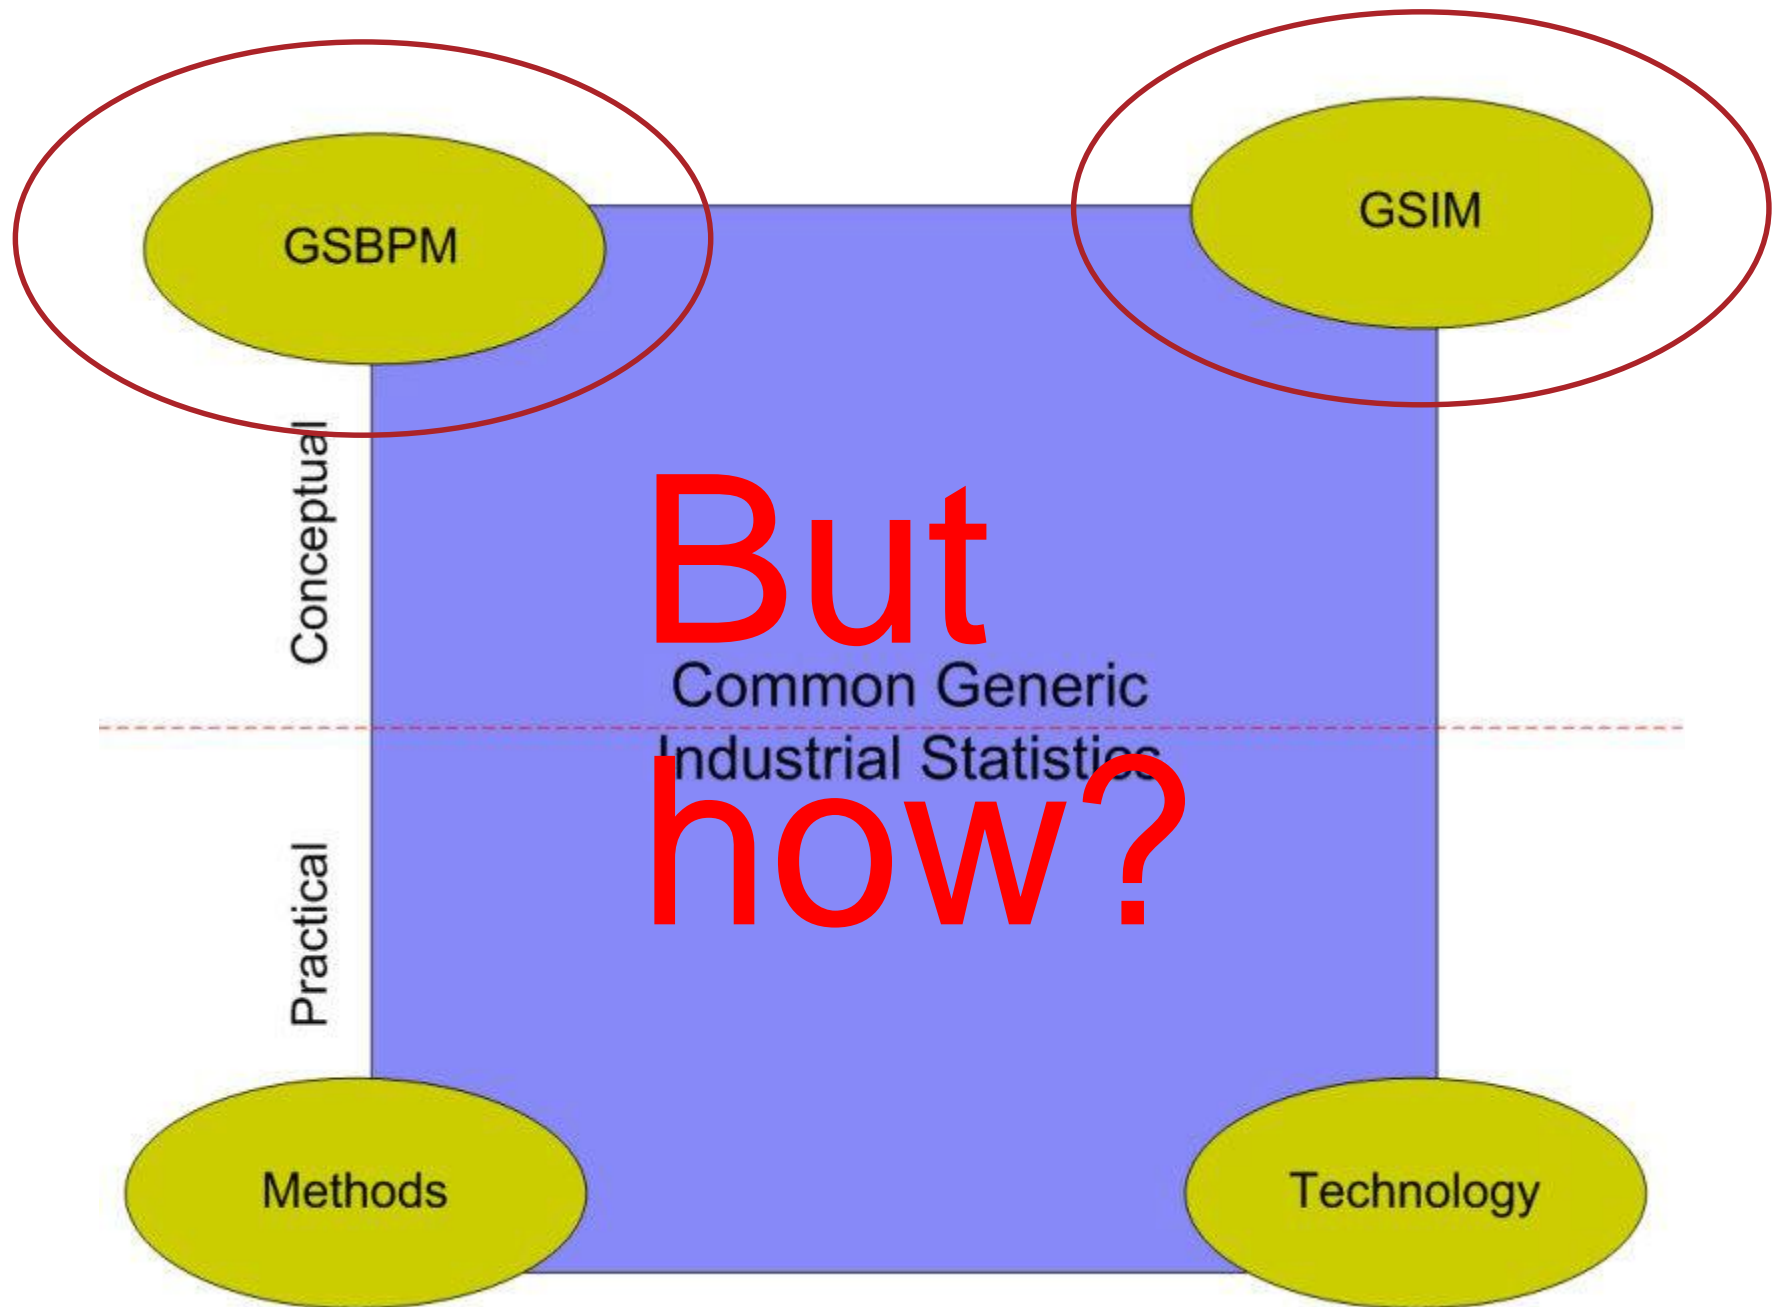 GSBPM
GSIM
Conceptual
But
Common Generic
Industrial Statistics
how?
Practical
Methods
Technology